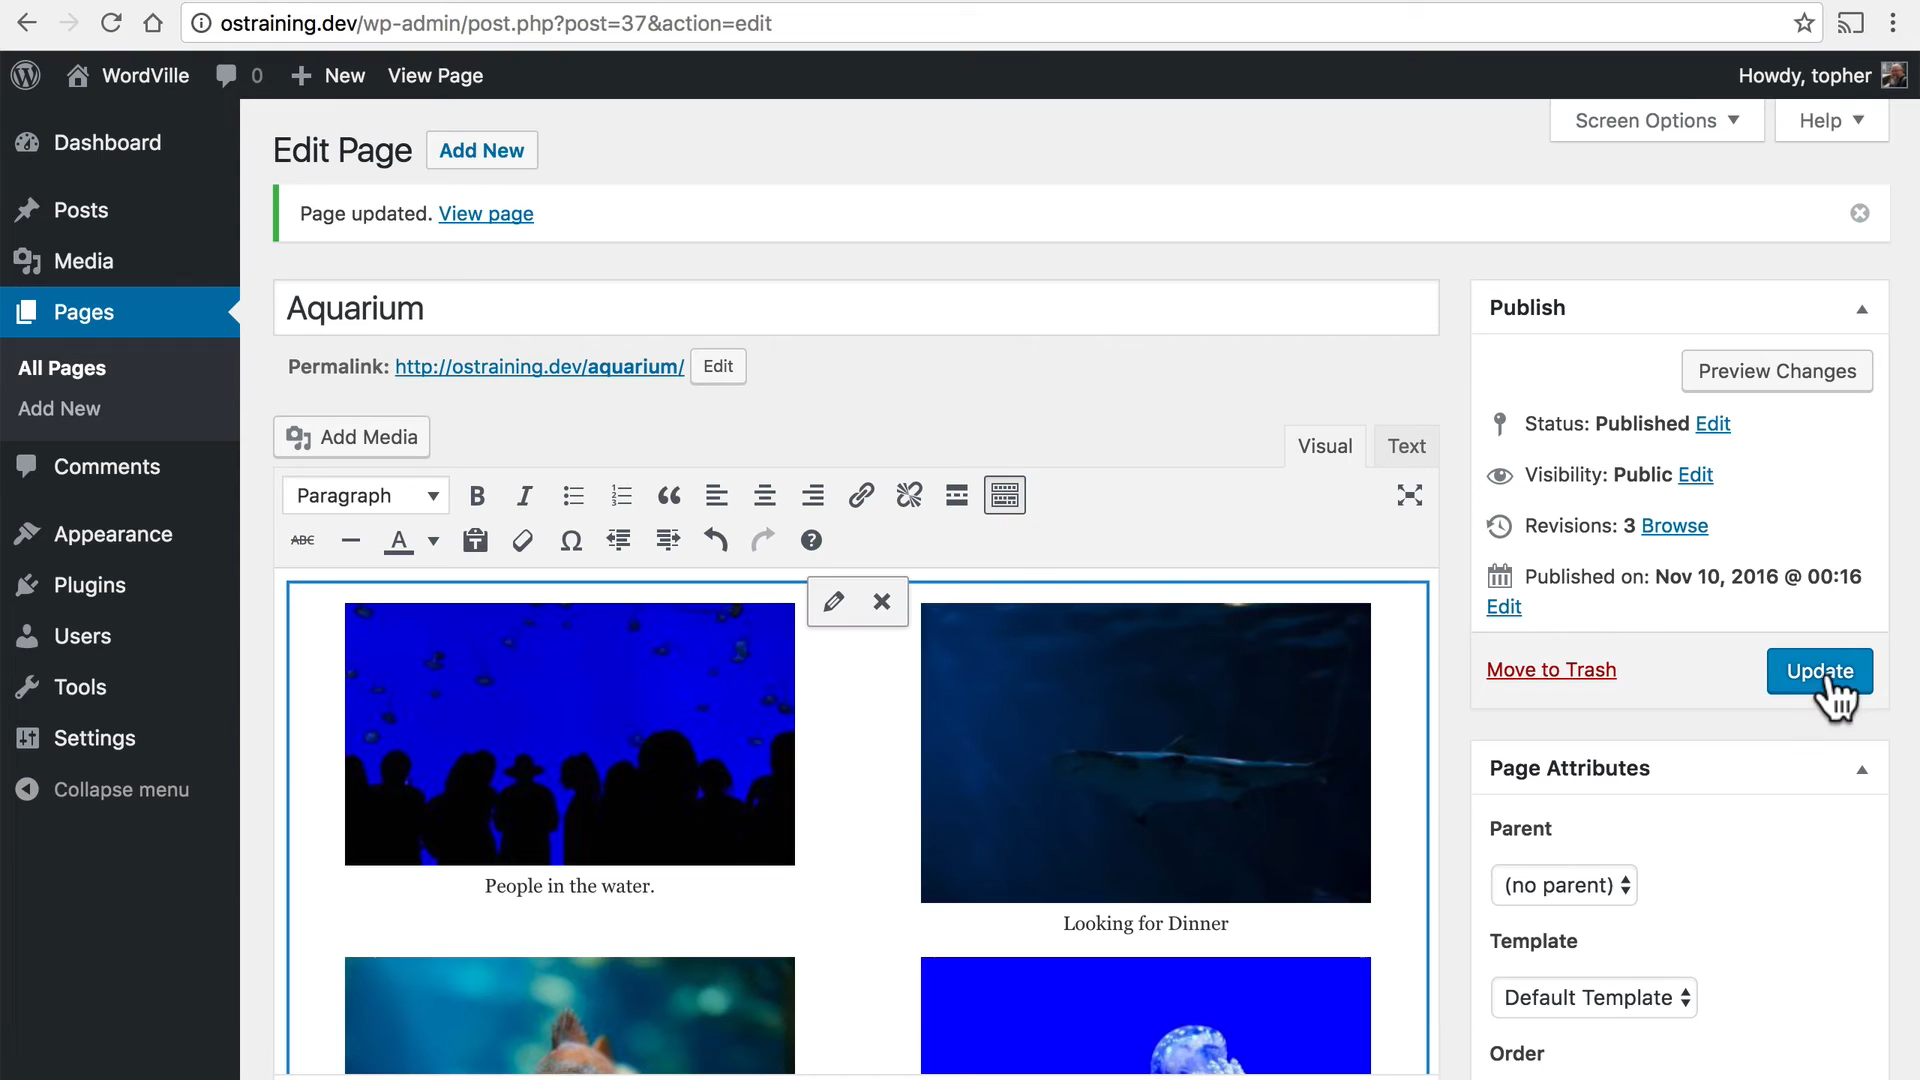 ostraining.dev/wp-admin/post.php?post=37&action=edit
WordVille 0 New View Page Howdy, topher
Screen Options Help
Dashboard
Posts
Media
Pages
All Pages
Add New
Comments
Appearance
Plugins
Users
Tools
Settings
Collapse menu
Edit Page Add New
Page updated. View page
Aquarium
Permalink: http://ostraining.dev/aquarium/ Edit
Add Media
Visual Text
Paragraph B I
ABC A
People in the water.
Looking for Dinner
Publish
Preview Changes
Status: Published Edit
Visibility: Public Edit
Revisions: 3 Browse
Published on: Nov 10, 2016 @ 00:16
Edit
Move to Trash Update
Page Attributes
Parent
(no parent)
Template
Default Template
Order